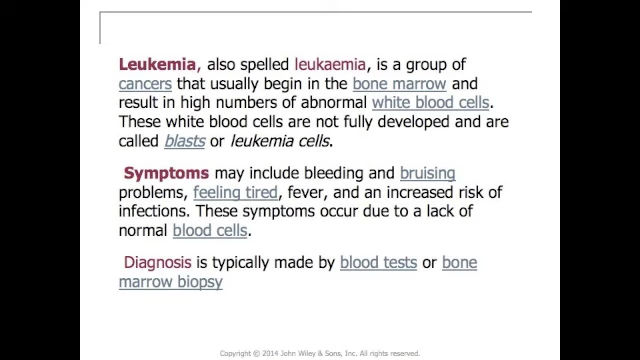 Leukemia, also spelled leukaemia, is a group of
cancers that usually begin in the bone marrow and
result in high numbers of abnormal white blood cells.
These white blood cells are not fully developed and are
called blasts or leukemia cells.
Symptoms may include bleeding and bruising
problems, feeling tired, fever, and an increased risk of
infections. These symptoms occur due to a lack of
normal blood cells.
Diagnosis is typically made by blood tests or bone
marrow biopsy
Copyright © 2014 John Wiley & Sons, Inc. All rights reserved.